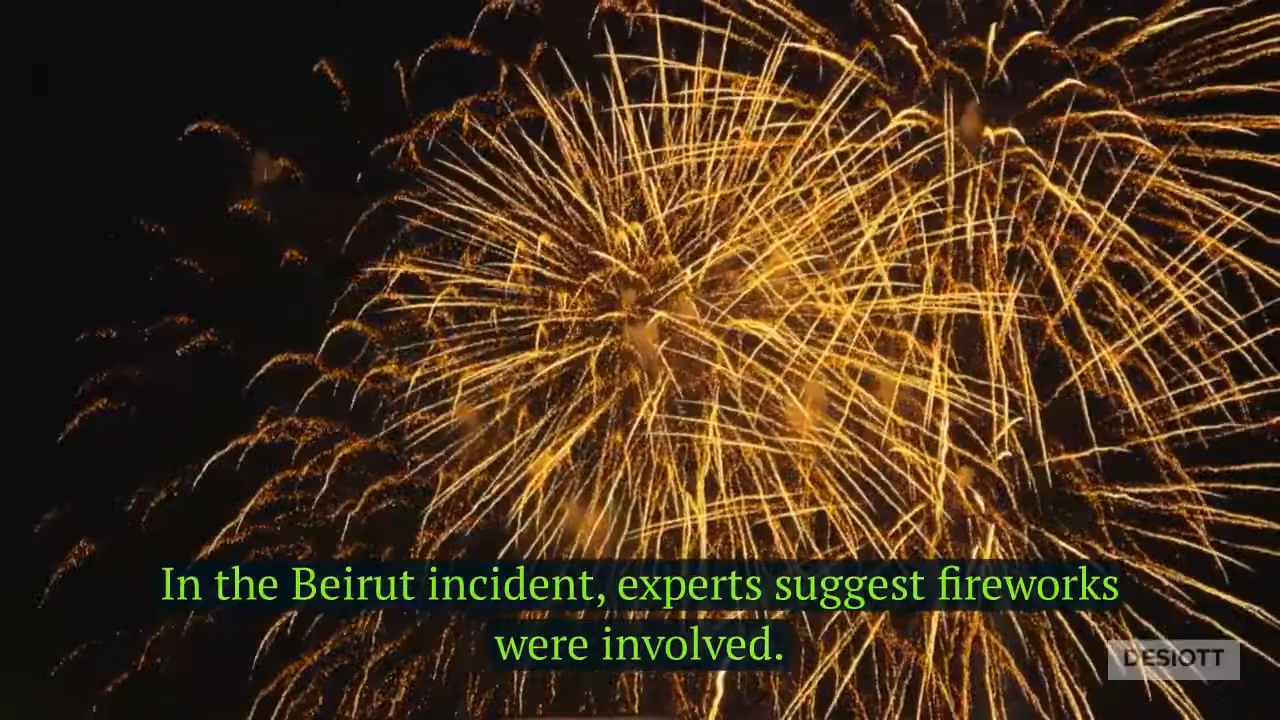 In the Beirut incident, experts suggest fireworks
were involved.
DESIOTT